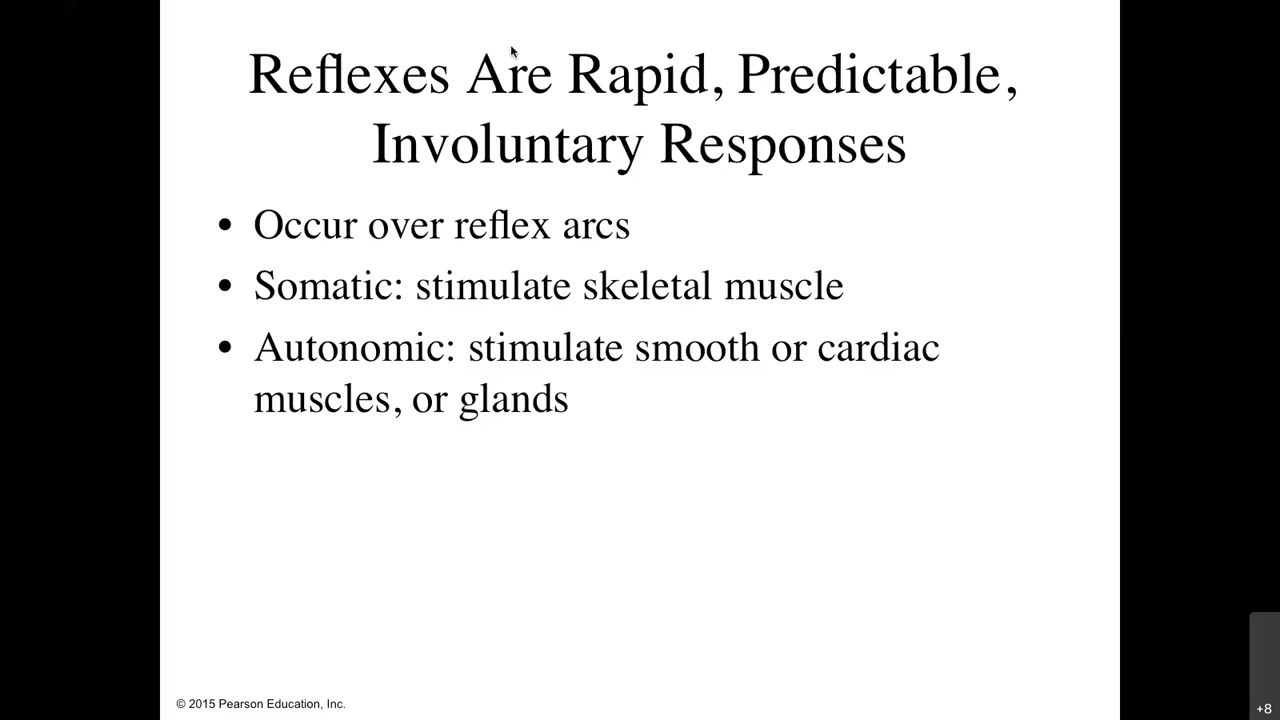 Reflexes Are Rapid, Predictable,
Involuntary Responses
• Occur over reflex arcs
• Somatic: stimulate skeletal muscle
• Autonomic: stimulate smooth or cardiac
muscles, or glands
© 2015 Pearson Education, Inc.
+8